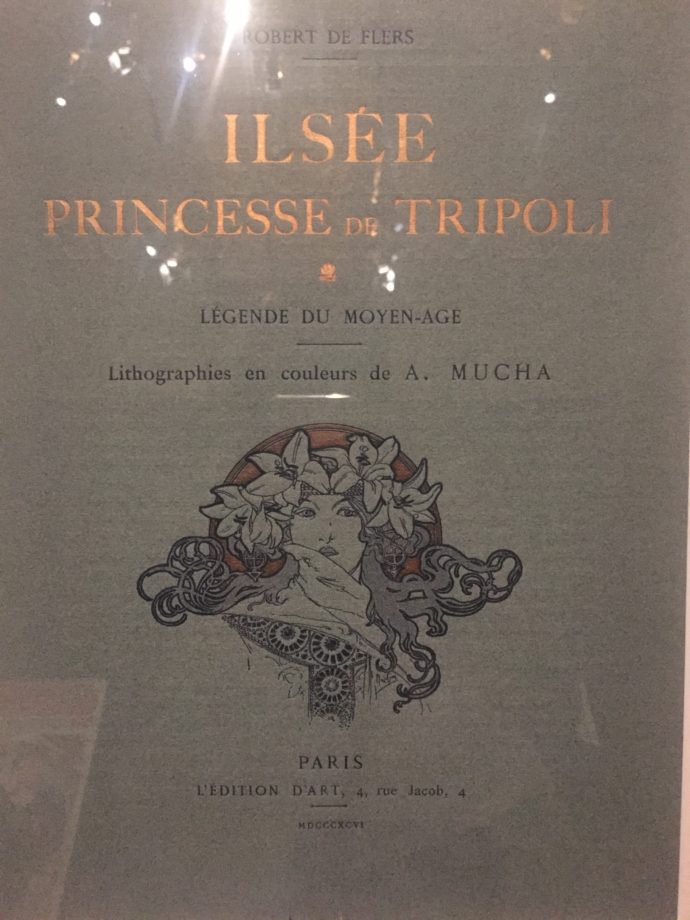 ROBERT DE FLERS
ILSÉE
PRINCESSE DE TRIPOLI
LÉGENDE DU MOYEN-AGE
Lithographies en couleurs de A. MUCHA
PARIS
L'ÉDITION D'ART, 4, rue Jacob, 4
MDCCCXCVI